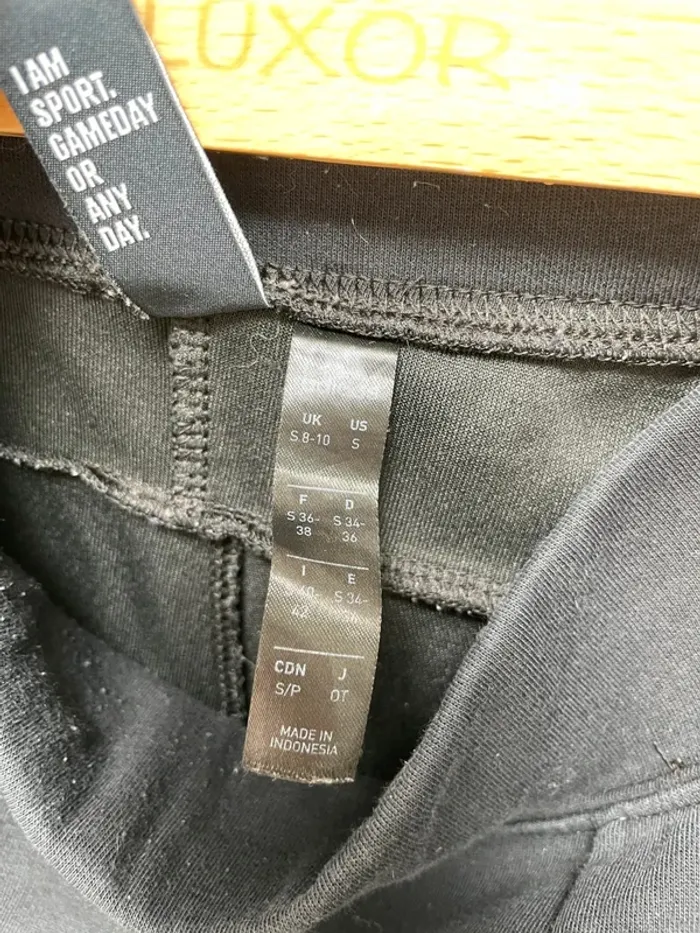 LUXOR
I AM
SPORT.
GAMEDAY
OR
ANY
DAY.
UK US
S 8-10 S
F D
S 36- S 34-
38 36
I E
S 34-
42
CDN J
S/P OT
MADE IN
INDONESIA